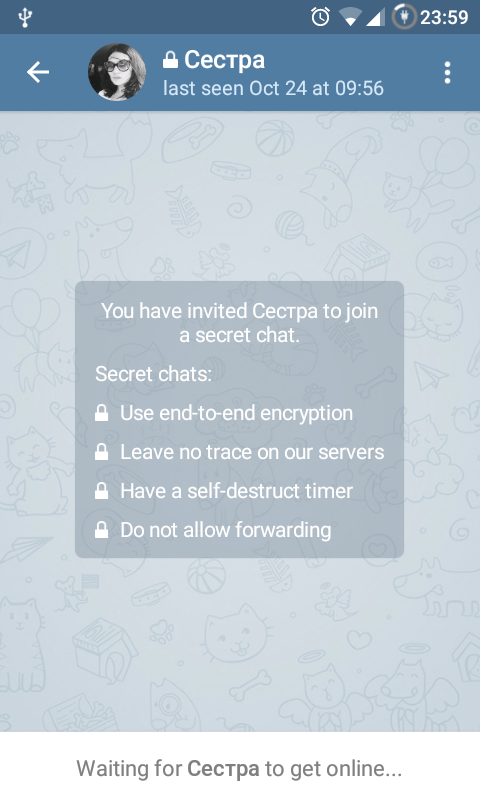 23:59
Сестра
last seen Oct 24 at 09:56
You have invited Сестра to join
a secret chat.
Secret chats:
Use end-to-end encryption
Leave no trace on our servers
Have a self-destruct timer
Do not allow forwarding
Waiting for Сестра to get online...